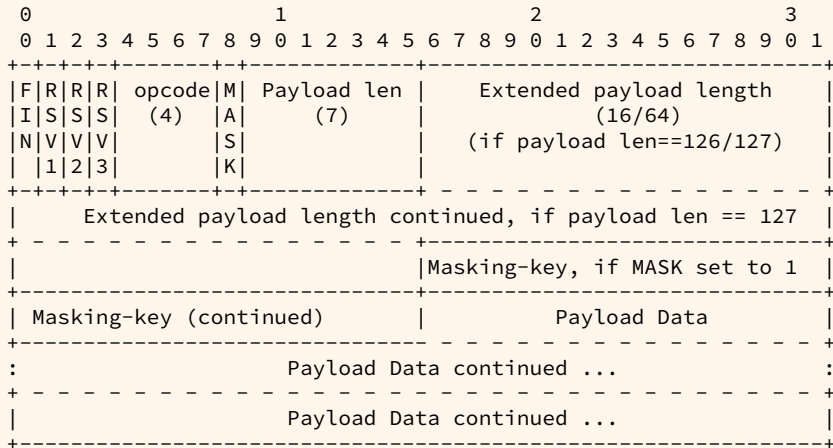 0                   1                   2                   3
 0 1 2 3 4 5 6 7 8 9 0 1 2 3 4 5 6 7 8 9 0 1 2 3 4 5 6 7 8 9 0 1
+-+-+-+-+-------+-+-------------+-------------------------------+
|F|R|R|R| opcode|M| Payload len |    Extended payload length    |
|I|S|S|S|  (4)  |A|     (7)     |             (16/64)           |
|N|V|V|V|       |S|             |   (if payload len==126/127)   |
| |1|2|3|       |K|             |                               |
+-+-+-+-+-------+-+-------------+ - - - - - - - - - - - - - - - +
|     Extended payload length continued, if payload len == 127  |
+ - - - - - - - - - - - - - - - +-------------------------------+
|                               |Masking-key, if MASK set to 1  |
+-------------------------------+-------------------------------+
| Masking-key (continued)       |          Payload Data         |
+-------------------------------- - - - - - - - - - - - - - - - +
:                     Payload Data continued ...                :
+ - - - - - - - - - - - - - - - - - - - - - - - - - - - - - - - +
|                     Payload Data continued ...                |
+---------------------------------------------------------------+